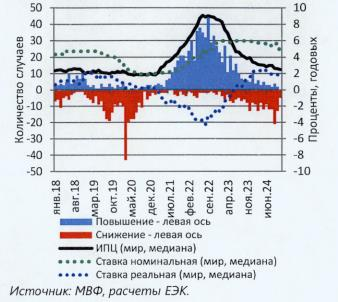 50 10
40 8
30 6
20 4
10 2
0 0
-10 -2
-20 -4
-30 -6
-40 -8
-50 -10
Количество случаев
Проценты, годовых
янв.18 авг.18 мар.19 окт.19 май.20 дек.20 июл.21 фев.22 сен.22 апр.23 ноя.23 июн.24
Повышение - левая ось
Снижение - левая ось
ИПЦ (мир, медиана)
Ставка номинальная (мир, медиана)
Ставка реальная (мир, медиана)
Источник: МВФ, расчеты ЕЭК.